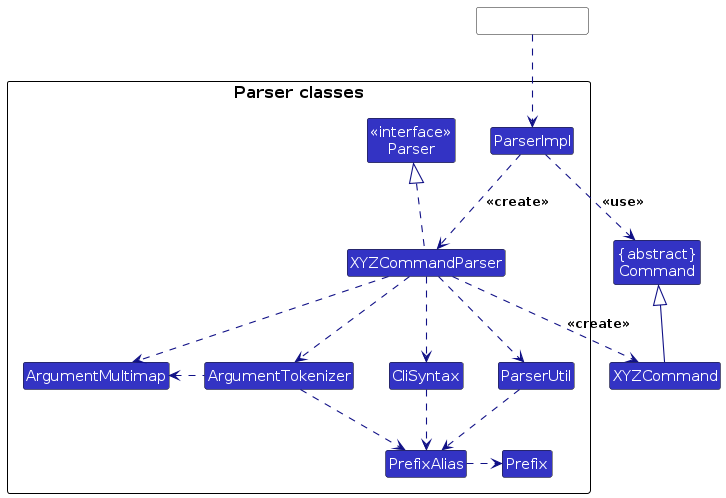 Parser classes
«interface»
Parser
ParserImpl
«create»
«use»
XYZCommandParser
{abstract}
Command
«create»
ArgumentMultimap
ArgumentTokenizer
CliSyntax
ParserUtil
XYZCommand
PrefixAlias
Prefix